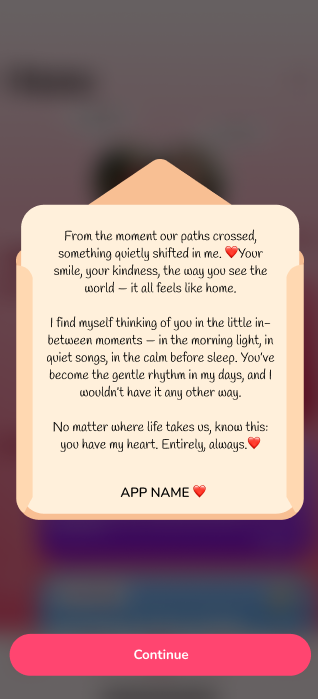 From the moment our paths crossed,
something quietly shifted in me. ❤️Your
smile, your kindness, the way you see the
world — it all feels like home.
I find myself thinking of you in the little in-
between moments — in the morning light, in
quiet songs, in the calm before sleep. You've
become the gentle rhythm in my days, and I
wouldn't have it any other way.
No matter where life takes us, know this:
you have my heart. Entirely, always.❤️
APP NAME ❤️
Continue